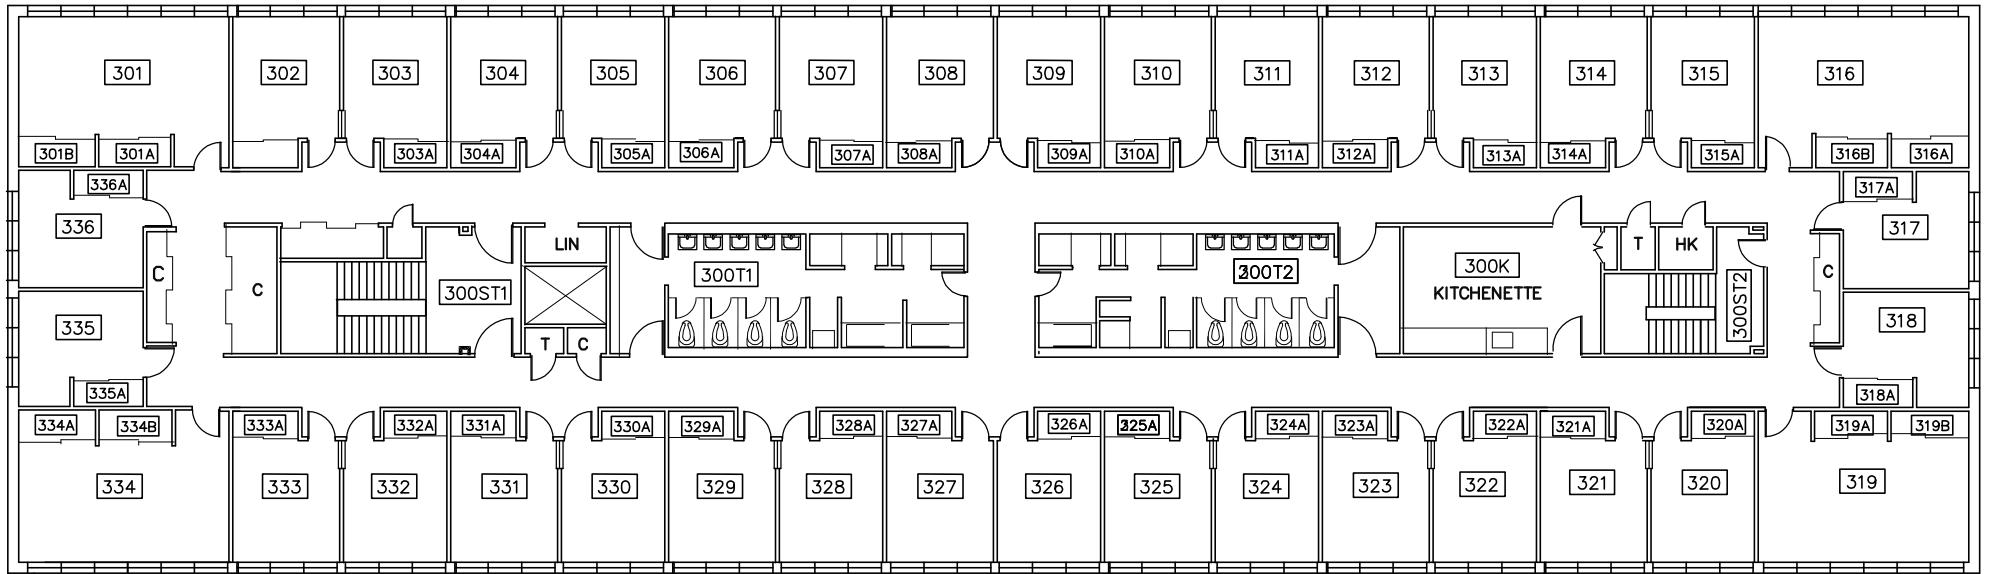 301 302 303 304 305 306 307 308 309 310 311 312 313 314 315 316
301B 301A 303A 304A 305A 306A 307A 308A 309A 310A 311A 312A 313A 314A 315A 316B 316A
336A 317A
336 317
LIN T HK
C C 300T1 300T2 300K C
300ST1 KITCHENETTE 300ST2
335 318
T C
335A 318A
334A 334B 333A 332A 331A 330A 329A 328A 327A 326A 325A 324A 323A 322A 321A 320A 319A 319B
334 333 332 331 330 329 328 327 326 325 324 323 322 321 320 319